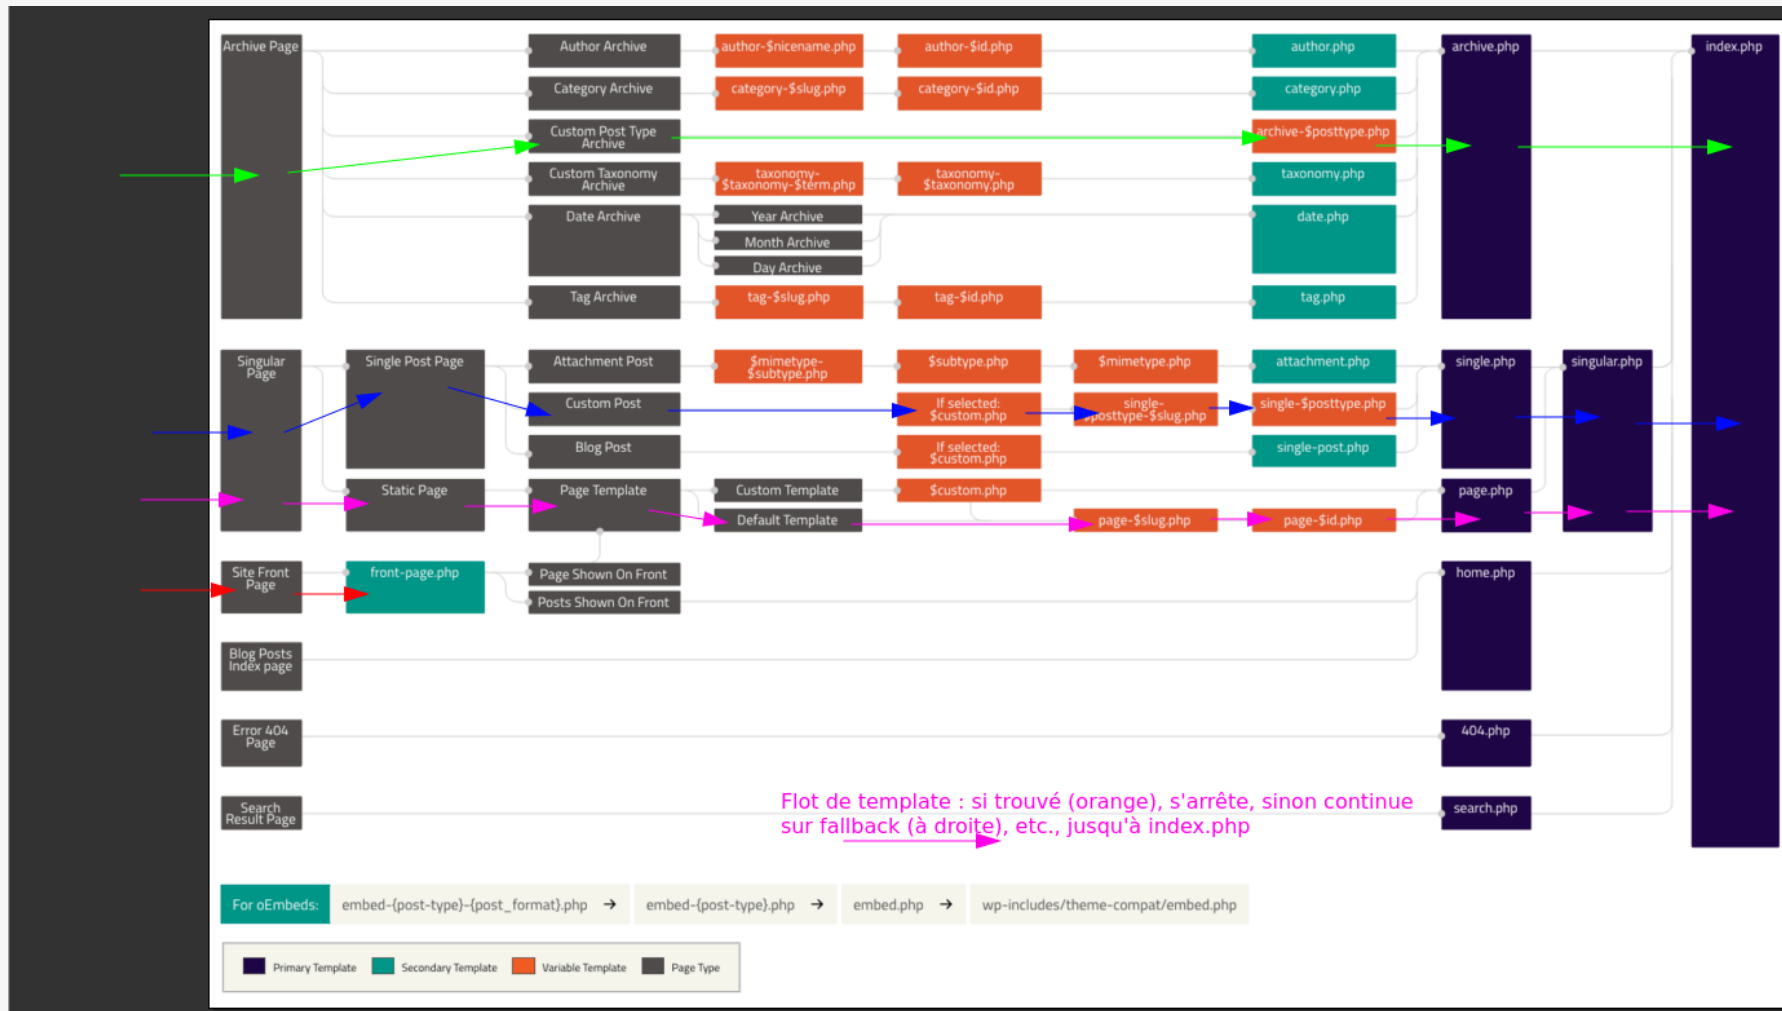 Archive Page
Author Archive
author-$nicename.php
author-$id.php
author.php
archive.php
index.php
Category Archive
category-$slug.php
category-$id.php
category.php
Custom Post Type
Archive
archive-$posttype.php
Custom Taxonomy
Archive
taxonomy-
$taxonomy-$term.php
taxonomy-
$taxonomy.php
taxonomy.php
Date Archive
Year Archive
Month Archive
Day Archive
date.php
Tag Archive
tag-$slug.php
tag-$id.php
tag.php
Singular
Page
Single Post Page
Attachment Post
$mimetype-
$subtype.php
$subtype.php
$mimetype.php
attachment.php
single.php
singular.php
Custom Post
If selected:
$custom.php
single-
$posttype-$slug.php
single-$posttype.php
Blog Post
If selected:
$custom.php
single-post.php
Static Page
Page Template
Custom Template
$custom.php
page.php
Default Template
page-$slug.php
page-$id.php
Site Front
Page
front-page.php
Page Shown On Front
Posts Shown On Front
home.php
Blog Posts
Index page
Error 404
Page
404.php
Search
Result Page
search.php
Flot de template : si trouvé (orange), s'arrête, sinon continue
sur fallback (à droite), etc., jusqu'à index.php
For oEmbeds: embed-{post-type}-{post_format}.php → embed-{post-type}.php → embed.php → wp-includes/theme-compat/embed.php
Primary Template Secondary Template Variable Template Page Type